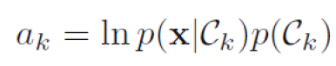 a_k = ln p(x|C_k)p(C_k)